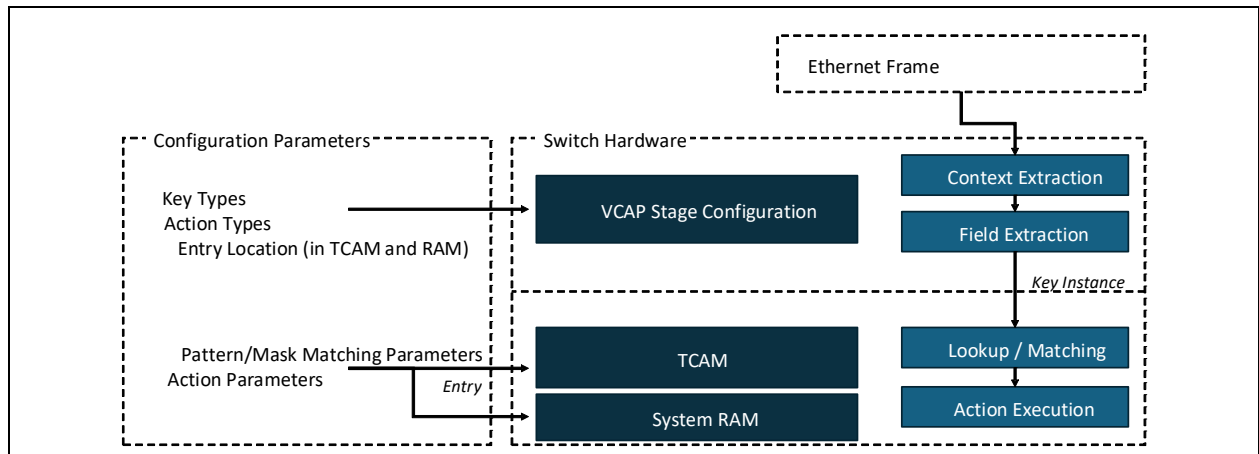 Ethernet Frame
Configuration Parameters
Switch Hardware
Key Types
Action Types
Entry Location (in TCAM and RAM)
VCAP Stage Configuration
Context Extraction
Field Extraction
Key Instance
Pattern/Mask Matching Parameters
Action Parameters
Entry
TCAM
System RAM
Lookup / Matching
Action Execution